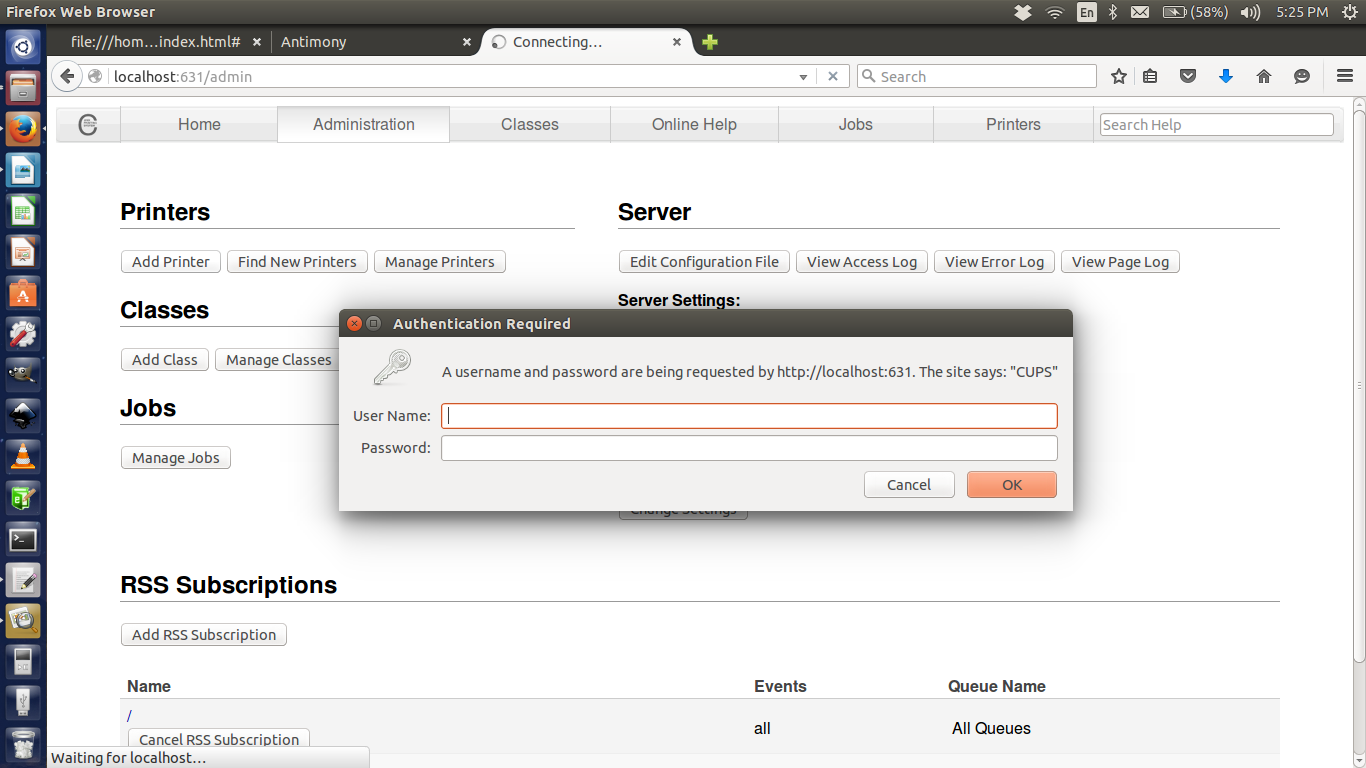 Firefox Web Browser
En
(58%)
5:25 PM
file:///hom…index.html#
Antimony
Connecting…
localhost:631/admin
Search
Home
Administration
Classes
Online Help
Jobs
Printers
Search Help
Printers
Server
Add Printer
Find New Printers
Manage Printers
Edit Configuration File
View Access Log
View Error Log
View Page Log
Classes
Server Settings:
Add Class
Manage Classes
Authentication Required
A username and password are being requested by http://localhost:631. The site says: "CUPS"
User Name:
Password:
Cancel
OK
Jobs
Manage Jobs
Change Settings
RSS Subscriptions
Add RSS Subscription
Name
Events
Queue Name
/
all
All Queues
Cancel RSS Subscription
Waiting for localhost…